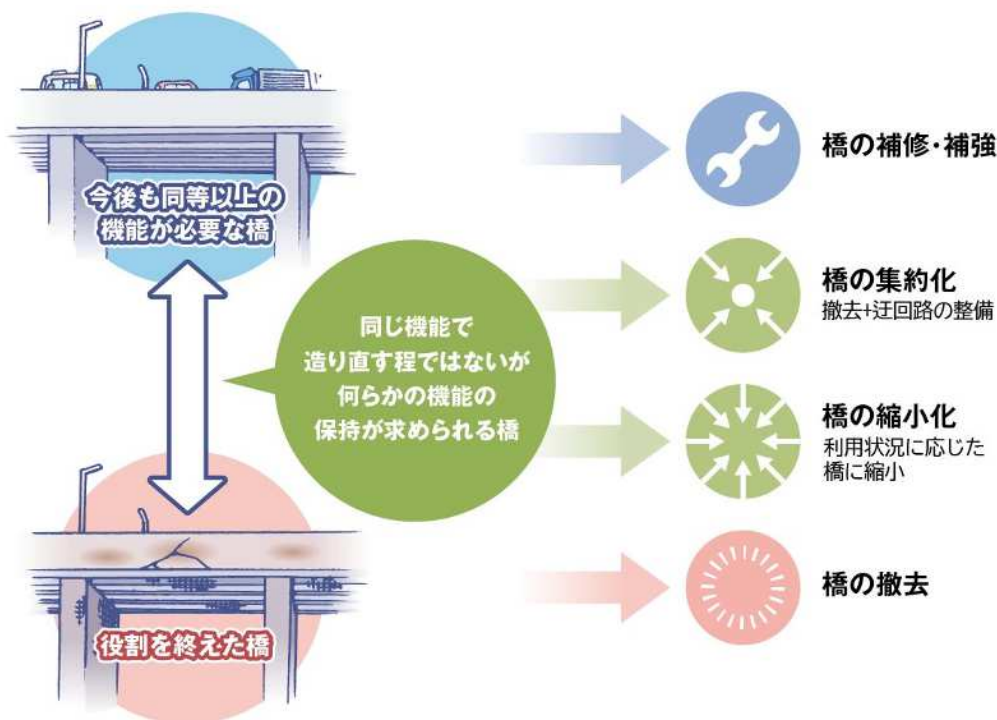 今後も同等以上の
機能が必要な橋
同じ機能で
造り直す程ではないが
何らかの機能の
保持が求められる橋
役割を終えた橋
橋の補修・補強
橋の集約化
撤去+迂回路の整備
橋の縮小化
利用状況に応じた
橋に縮小
橋の撤去